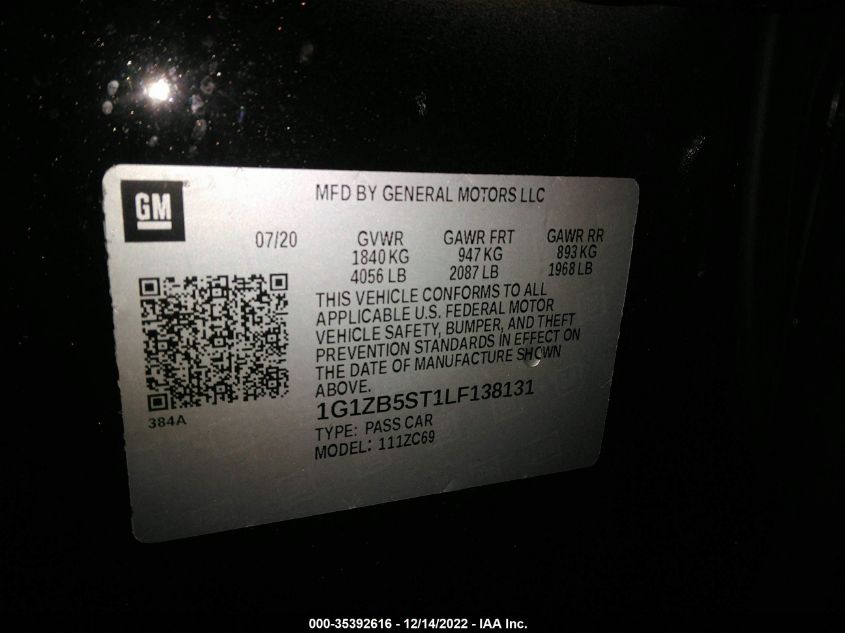 GM
MFD BY GENERAL MOTORS LLC
07/20
GVWR
1840 KG
4056 LB
GAWR FRT
947 KG
2087 LB
GAWR RR
893 KG
1968 LB
THIS VEHICLE CONFORMS TO ALL
APPLICABLE U.S. FEDERAL MOTOR
VEHICLE SAFETY, BUMPER, AND THEFT
PREVENTION STANDARDS IN EFFECT ON
THE DATE OF MANUFACTURE SHOWN
ABOVE.
384A
1G1ZB5ST1LF138131
TYPE: PASS CAR
MODEL: 111ZC69
000-35392616 - 12/14/2022 - IAA Inc.